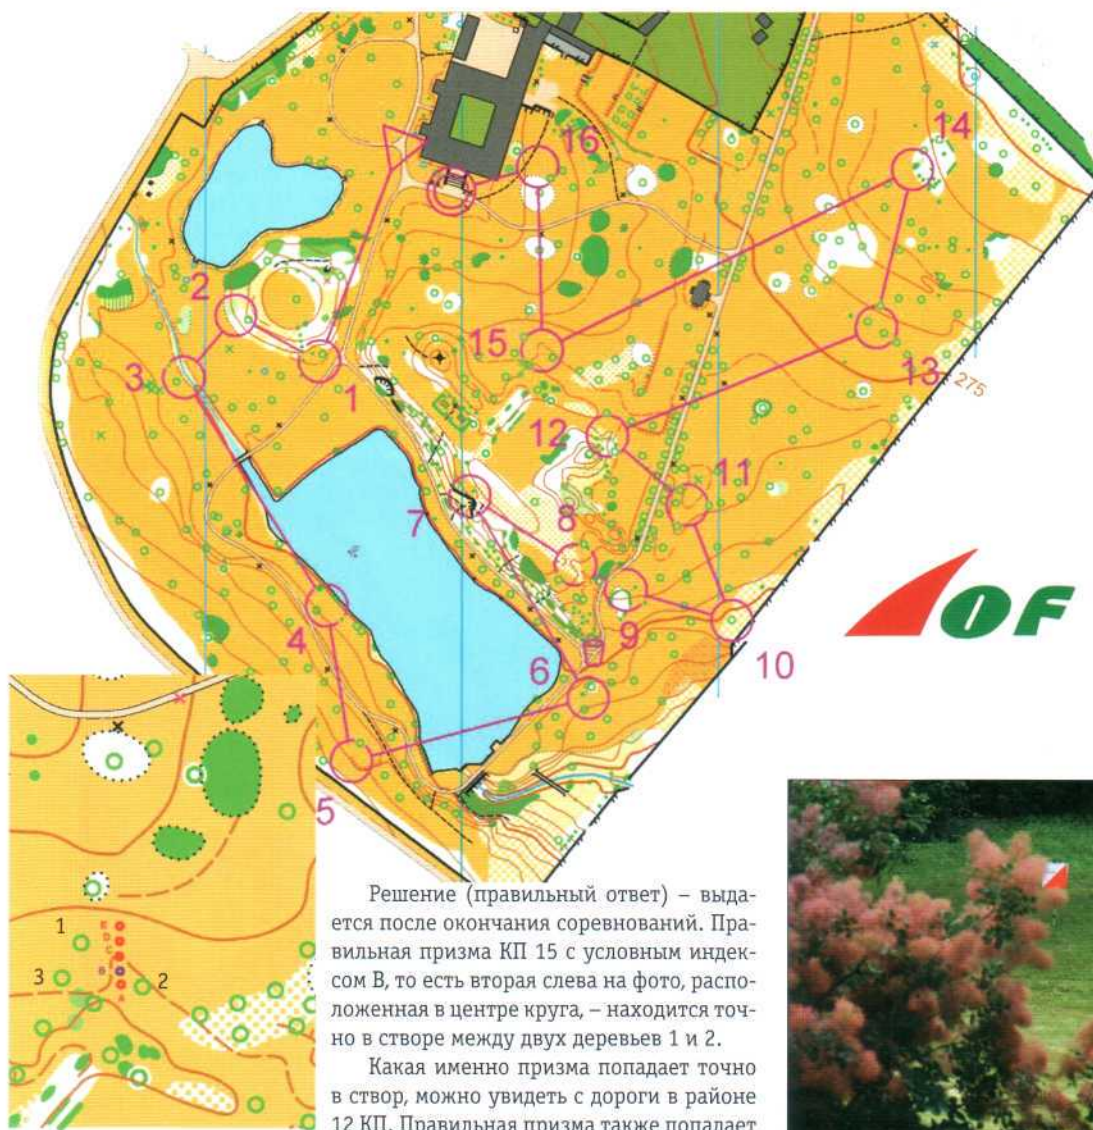 16
14
2
15
3
1
13
275
12
11
7
8
4
9
6
10
5
OF
1
E
D
C
3
B
2
A
Решение (правильный ответ) – выда-
ется после окончания соревнований. Пра-
вильная призма КП 15 с условным индек-
сом В, то есть вторая слева на фото, распо-
ложенная в центре круга, – находится точ-
но в створе между двух деревьев 1 и 2.
Какая именно призма попадает точно
в створ, можно увидеть с дороги в районе
12 КП. Правильная призма также попадает